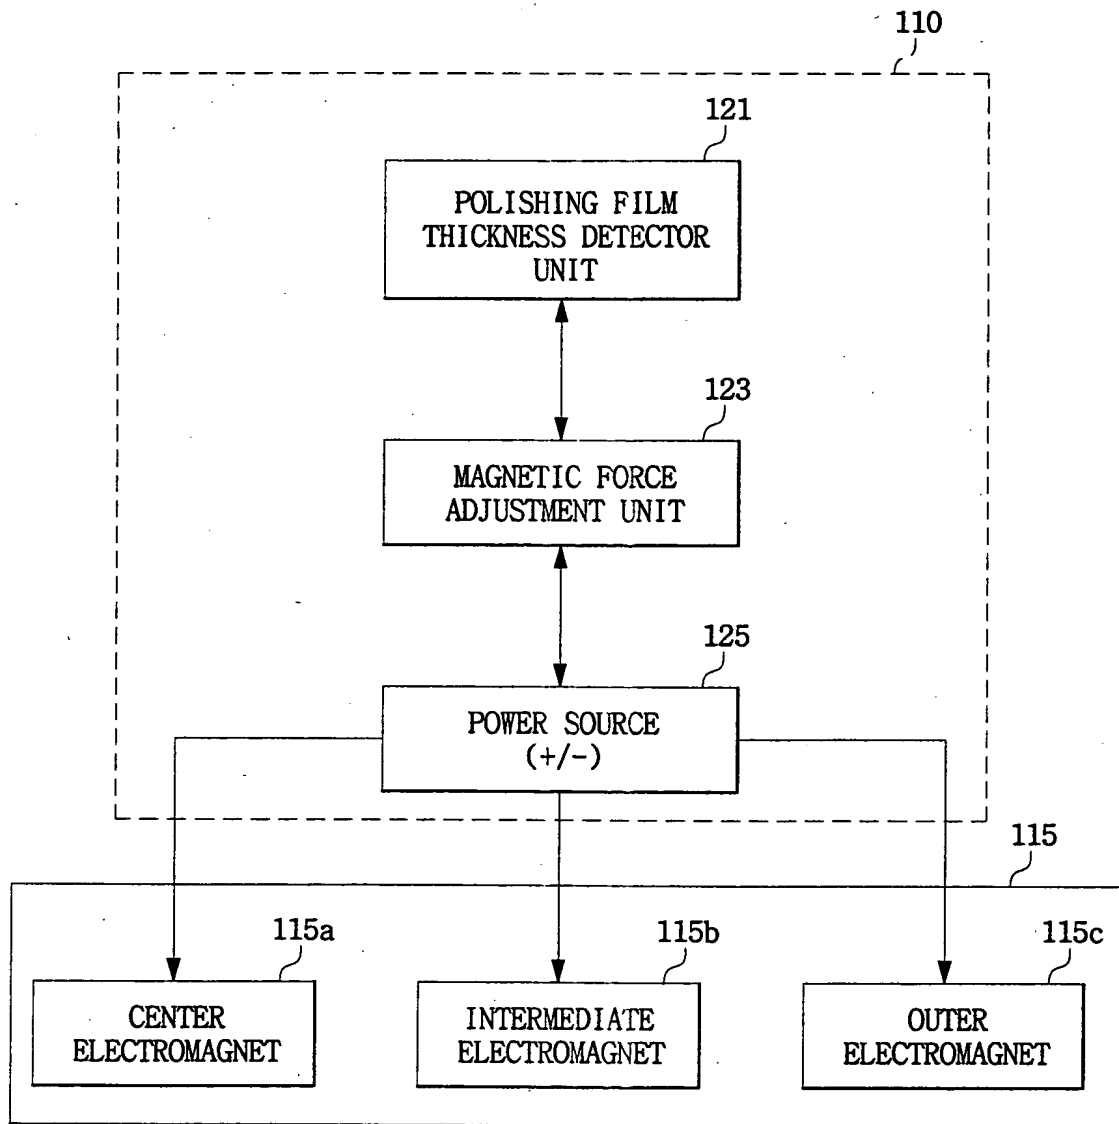 110
121
POLISHING FILM
THICKNESS DETECTOR
UNIT
123
MAGNETIC FORCE
ADJUSTMENT UNIT
125
POWER SOURCE
(+/-)
115
115a
115b
115c
CENTER
ELECTROMAGNET
INTERMEDIATE
ELECTROMAGNET
OUTER
ELECTROMAGNET